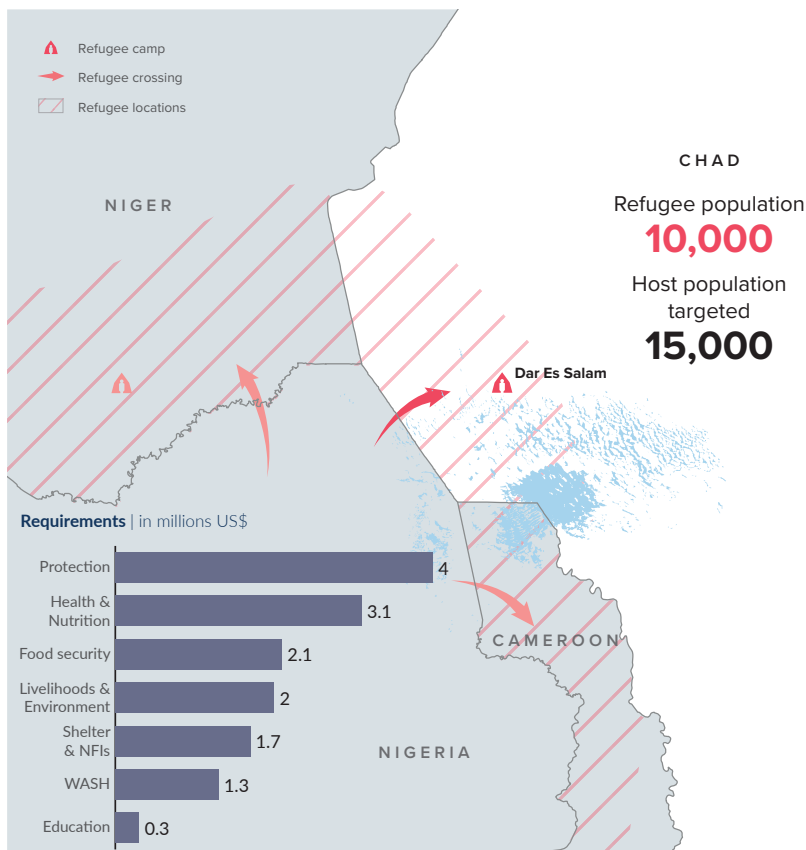 Refugee camp
Refugee crossing
Refugee locations
CHAD
NIGER
Refugee population
10,000
Host population
targeted
15,000
Dar Es Salam
Requirements | in millions US$
Protection
4
Health &
Nutrition
3.1
CAMEROON
Food security
2.1
Livelihoods &
Environment
2
Shelter
& NFIs
1.7
NIGERIA
WASH
1.3
Education
0.3